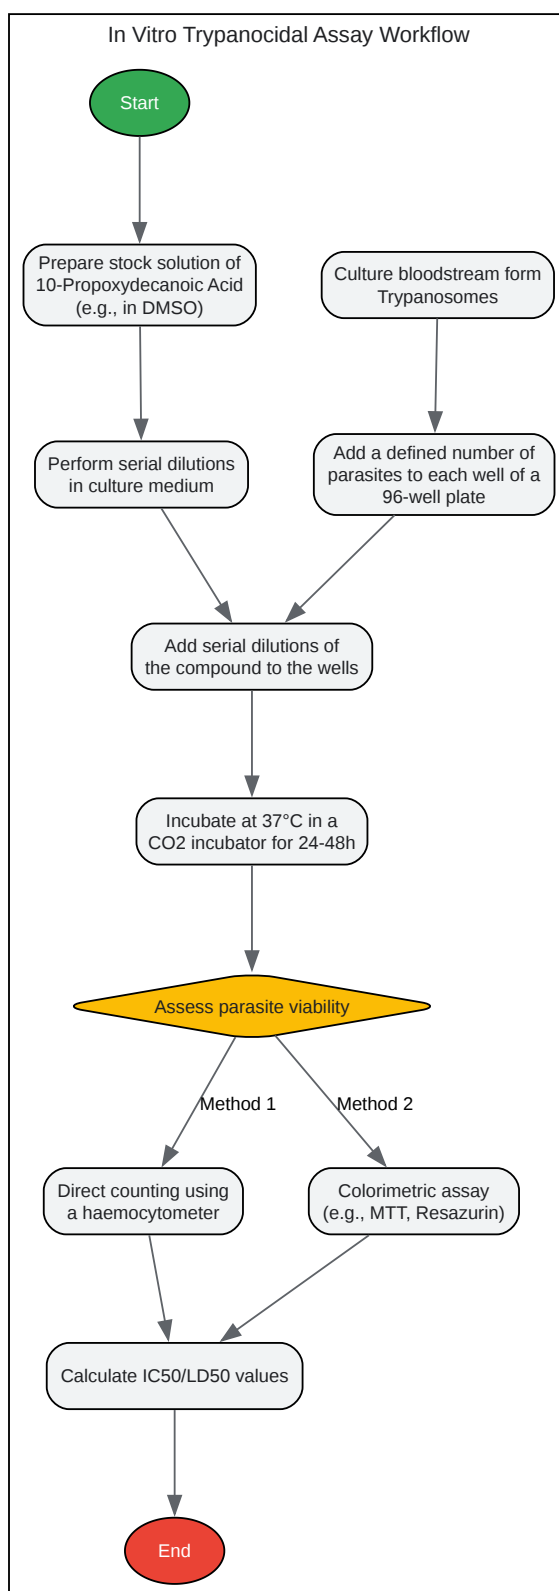 In Vitro Trypanocidal Assay Workflow
Start
Prepare stock solution of
10-Propoxydecanoic Acid
(e.g., in DMSO)
Culture bloodstream form
Trypanosomes
Perform serial dilutions
in culture medium
Add a defined number of
parasites to each well of a
96-well plate
Add serial dilutions of
the compound to the wells
Incubate at 37°C in a
CO2 incubator for 24-48h
Assess parasite viability
Method 1
Method 2
Direct counting using
a haemocytometer
Colorimetric assay
(e.g., MTT, Resazurin)
Calculate IC50/LD50 values
End